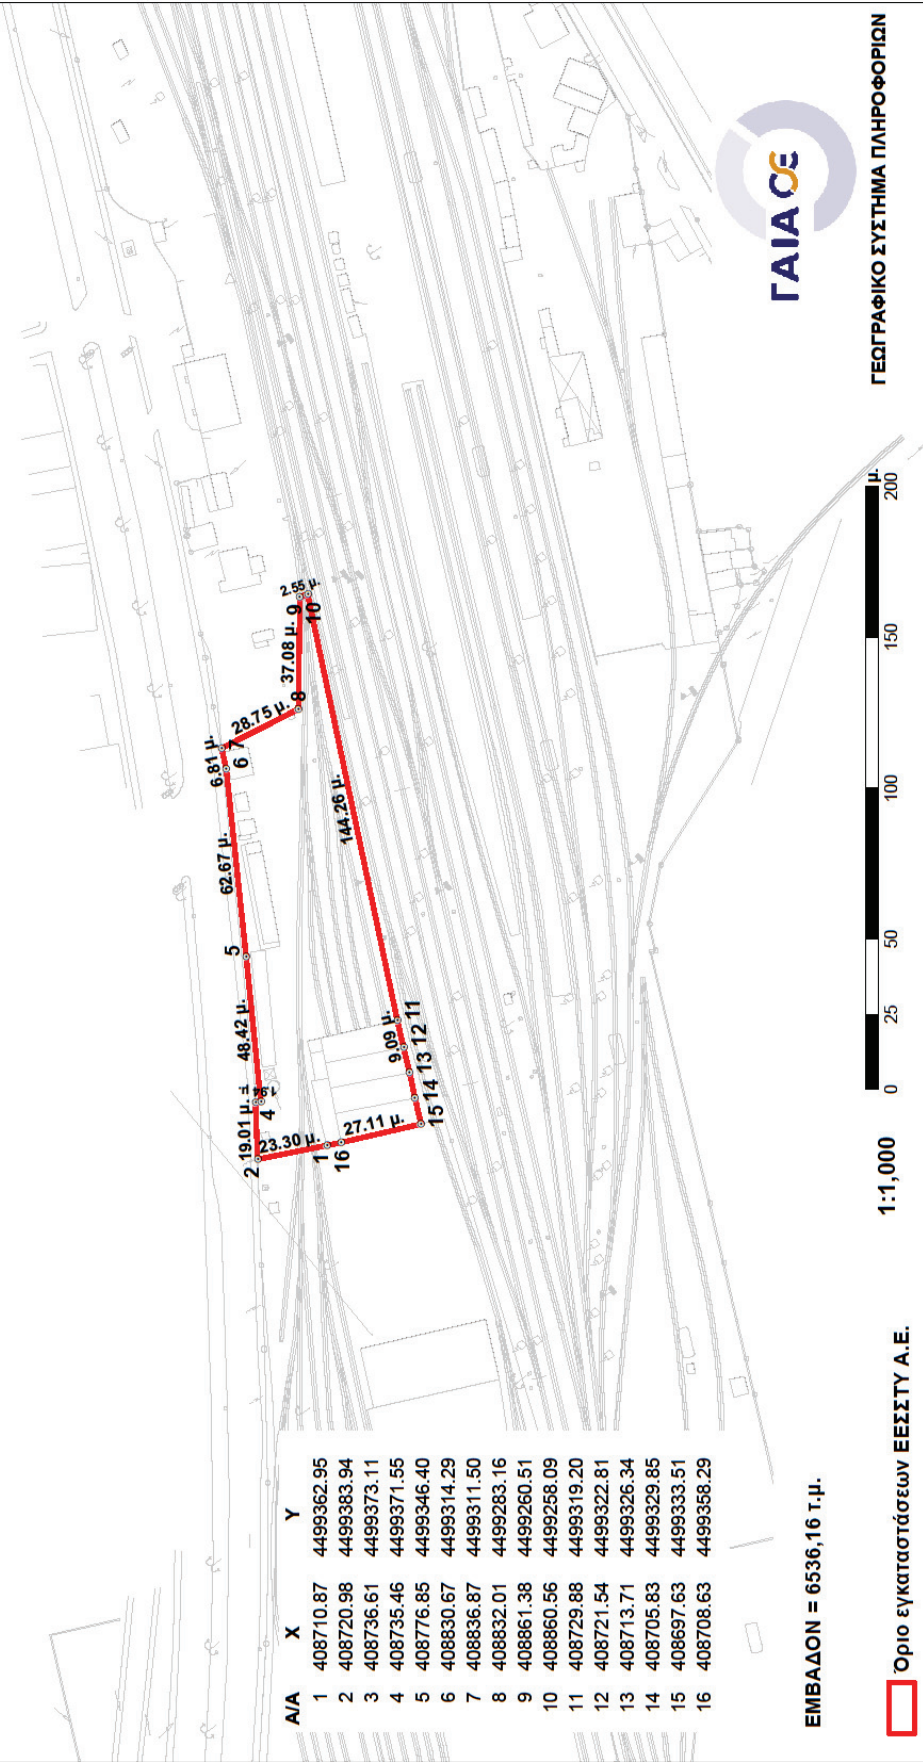 Α/Α X Y
1 408710.87 4499362.95
2 408720.98 4499383.94
3 408736.61 4499373.11
4 408735.46 4499371.55
5 408776.85 4499346.40
6 408830.67 4499314.29
7 408836.87 4499311.50
8 408832.01 4499283.16
9 408861.38 4499260.51
10 408860.56 4499258.09
11 408729.88 4499319.20
12 408721.54 4499322.81
13 408713.71 4499326.34
14 408705.83 4499329.85
15 408697.63 4499333.51
16 408708.63 4499358.29
ΕΜΒΑΔΟΝ = 6536,16 τ.μ.
Όριο εγκαταστάσεων ΕΕΣΣΤΥ Α.Ε.
2
19.01 μ.
4
1.94
48.42 μ.
5
62.67 μ.
6.81 μ.
6
7
28.75 μ.
8
37.08 μ.
9
2.55 μ.
10
144.26 μ.
23.30 μ.
1
16
27.11 μ.
15
14
13
12
11
9.09 μ.
1:1,000
0
25
50
100
150
200
μ.
ΓΑΙΑ ΟΣΕ
ΓΕΩΓΡΑΦΙΚΟ ΣΥΣΤΗΜΑ ΠΛΗΡΟΦΟΡΙΩΝ